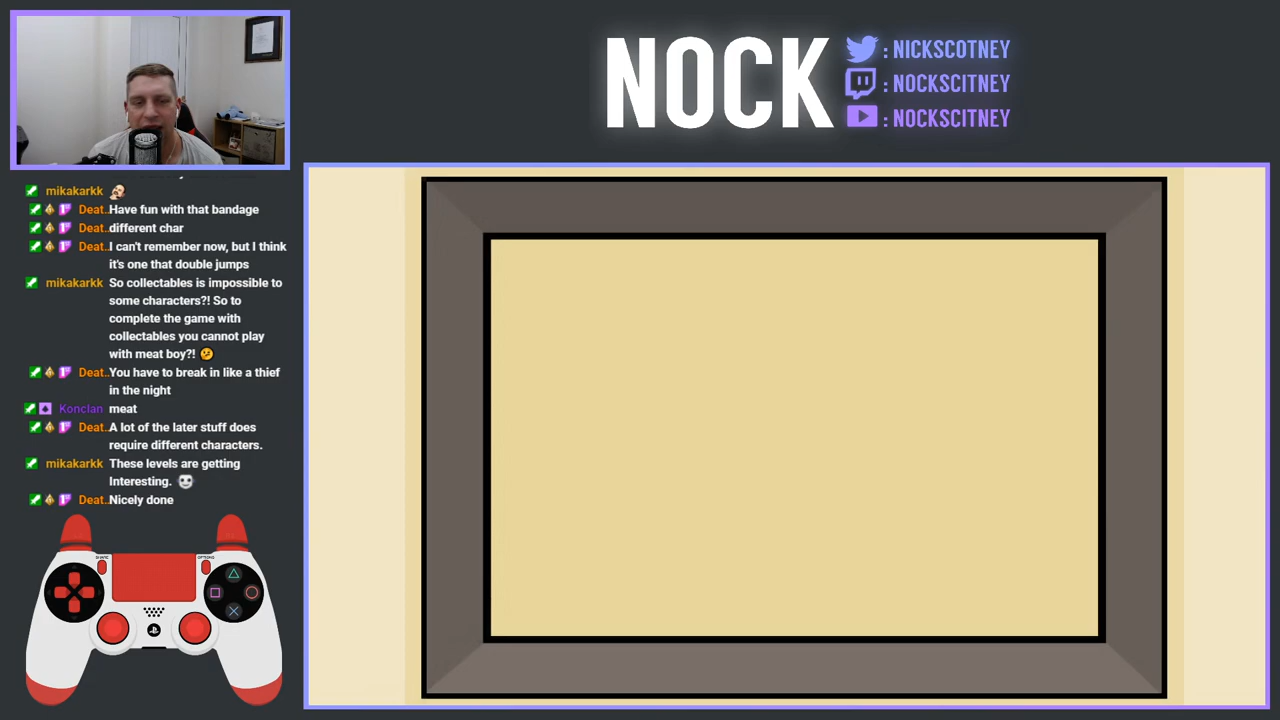 NOCK
: NICKSCOTNEY
: NOCKSCITNEY
: NOCKSCITNEY
mikakarkk
Deat..Have fun with that bandage
Deat..different char
Deat..I can't remember now, but I think
it's one that double jumps
mikakarkk So collectables is impossible to
some characters?! So to
complete the game with
collectables you cannot play
with meat boy?!
Deat..You have to break in like a thief
in the night
Konclan meat
Deat..A lot of the later stuff does
require different characters.
mikakarkk These levels are getting
Interesting.
Deat..Nicely done
SHARE
OPTIONS